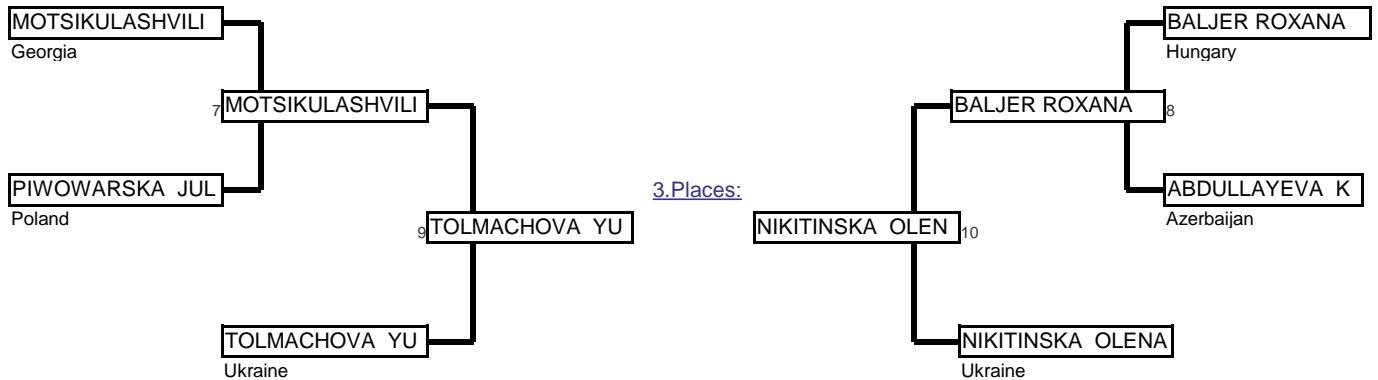 MOTSIKULASHVILI
Georgia
BALJER ROXANA
Hungary
7 MOTSIKULASHVILI
BALJER ROXANA 8
PIWOWARSKA JUL
Poland
ABDULLAYEVA K
Azerbaijan
3.Places:
9 TOLMACHOVA YU
NIKITINSKA OLEN 10
TOLMACHOVA YU
Ukraine
NIKITINSKA OLENA
Ukraine